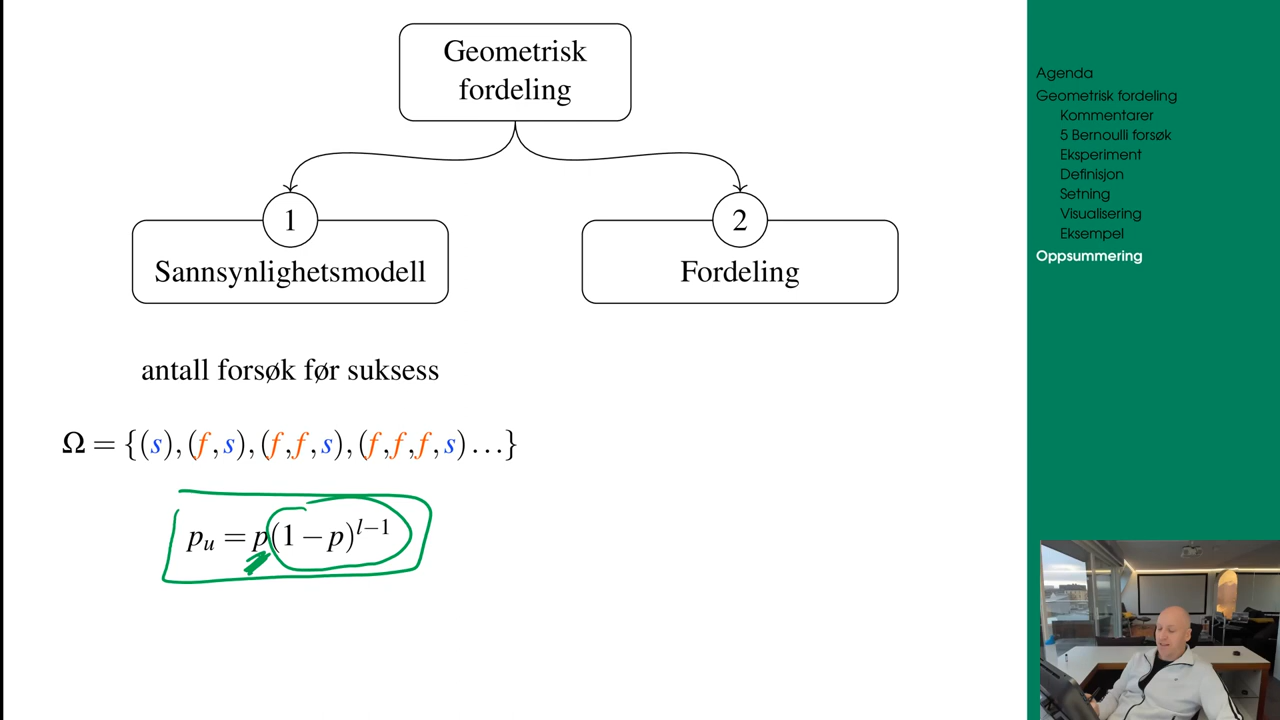 Geometrisk
fordeling
1
2
Sannsynlighetsmodell
Fordeling
antall forsøk før suksess
Ω = {(s), (f,s), (f,f,s), (f,f,f,s)...}
pᵤ = p(1−p)ˡ⁻¹
Agenda
Geometrisk fordeling
Kommentarer
5 Bernoulli forsøk
Eksperiment
Definisjon
Setning
Visualisering
Eksempel
Oppsummering